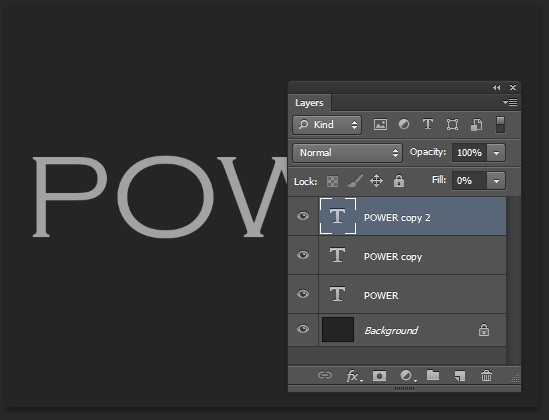 POW
Layers
Kind
Normal Opacity: 100%
Lock: Fill: 0%
POWER copy 2
POWER copy
POWER
Background
fx